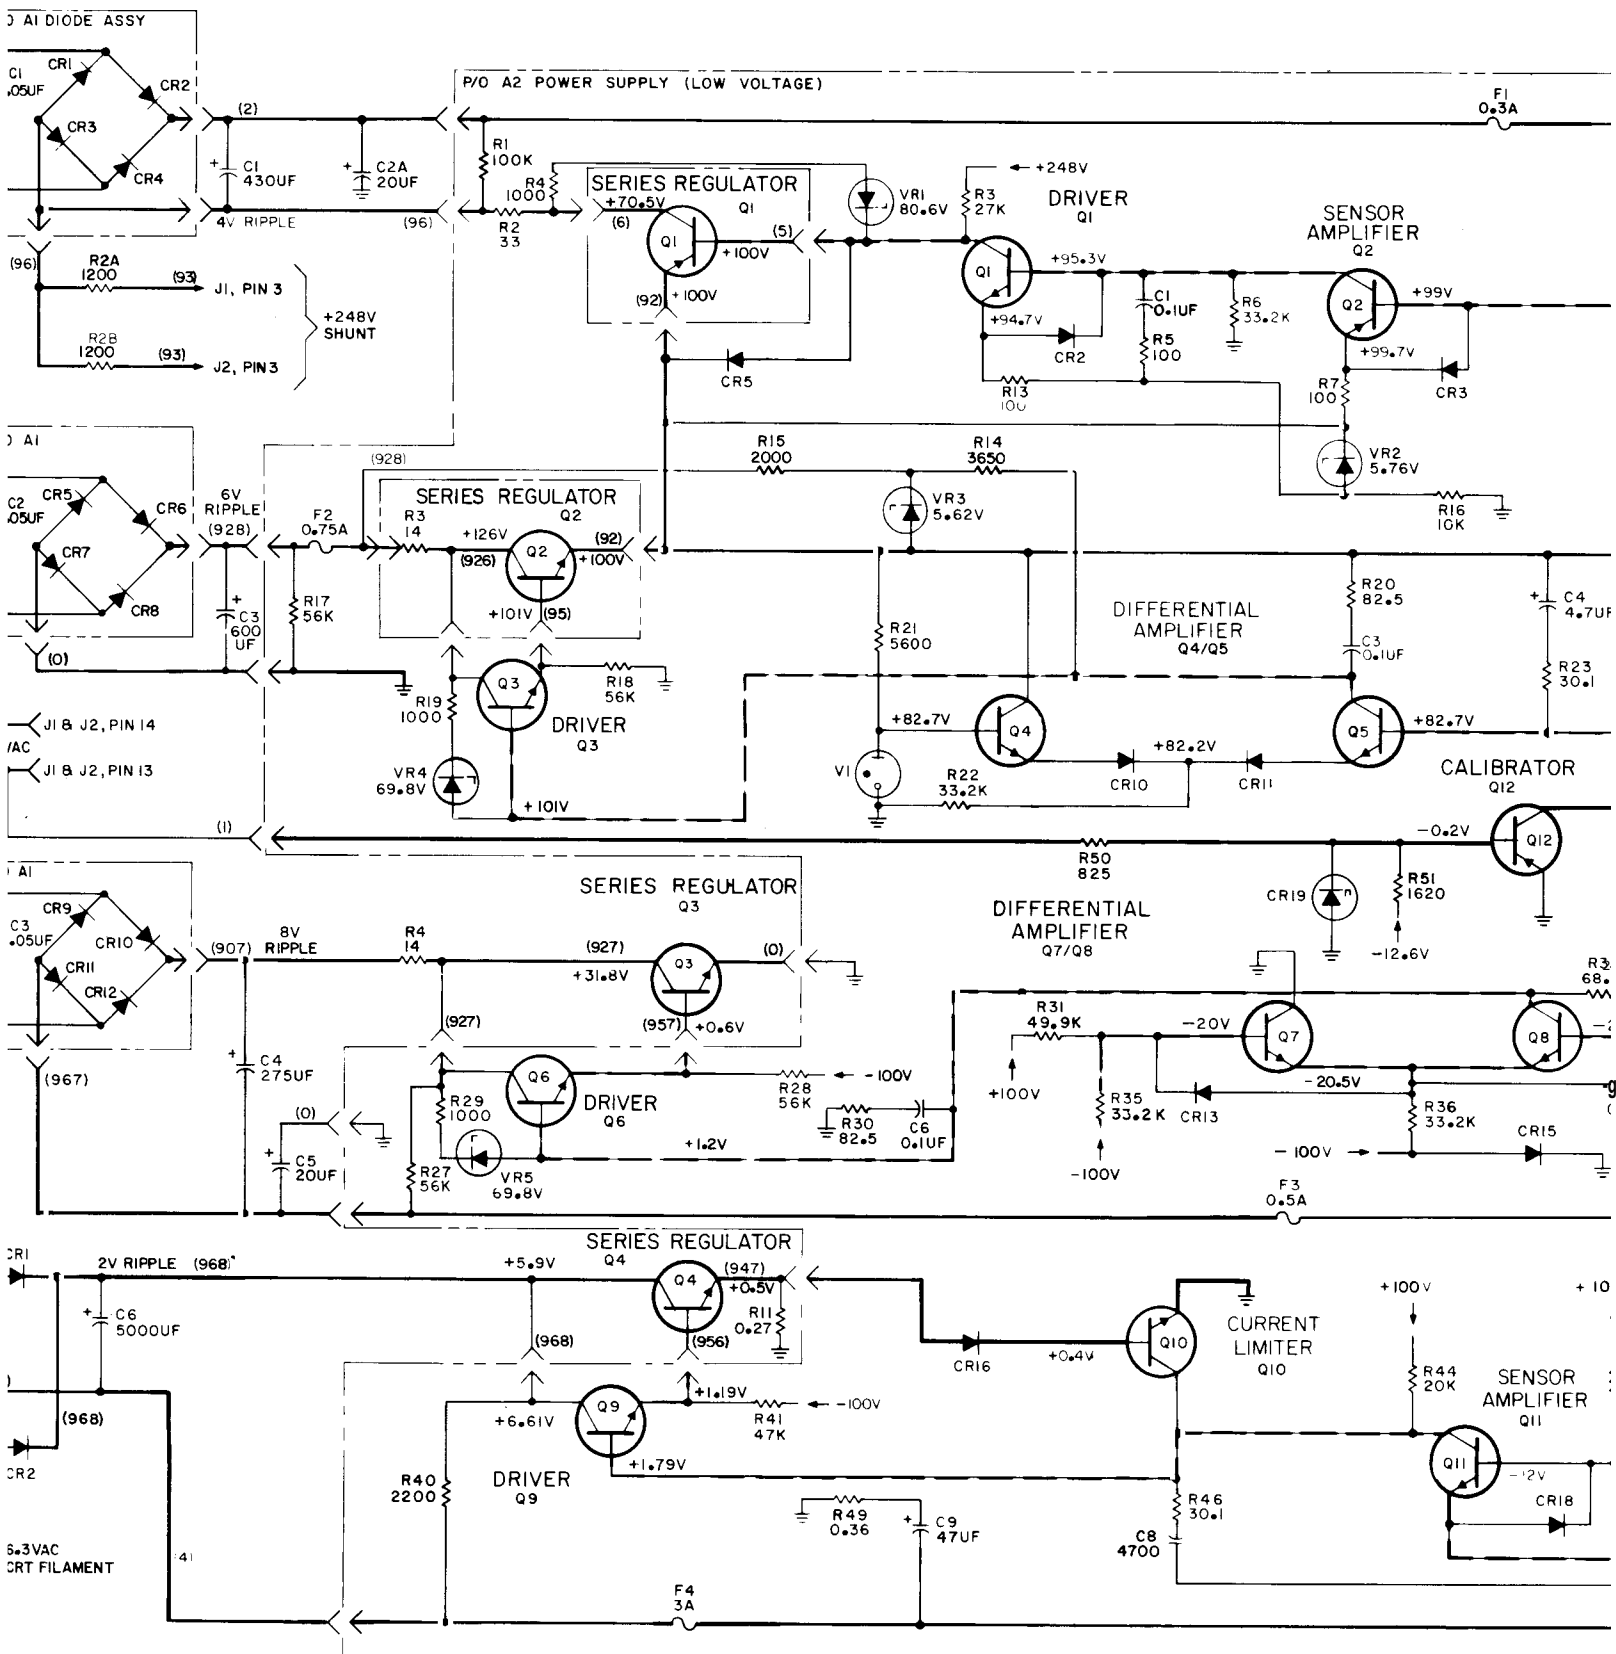 O A1 DIODE ASSY
P/O A2 POWER SUPPLY (LOW VOLTAGE)
F1
0.3A
C1
.05UF
CR1
CR2
CR3
CR4
(2)
+
C1
430UF
+
C2A
20UF
4V RIPPLE
(96)
R1
100K
R4
1000
R2
33
SERIES REGULATOR
Q1
+70.5V
(6)
Q1
(5)
+100V
(92)
+100V
VR1
80.6V
R3
27K
+248V
DRIVER
Q1
Q1
+95.3V
+94.7V
CR2
C1
0.1UF
R5
100
R6
33.2K
SENSOR
AMPLIFIER
Q2
Q2
+99V
+99.7V
CR3
R7
100
R13
100
VR2
5.76V
R16
10K
CR5
(96)
R2A
1200
(93)
J1, PIN 3
R2B
1200
(93)
J2, PIN3
+248V
SHUNT
O A1
C2
.05UF
CR5
CR6
CR7
CR8
6V
RIPPLE
(928)
+
C3
600
UF
(0)
R17
56K
F2
0.75A
(928)
SERIES REGULATOR
Q2
R3
14
+126V
(926)
Q2
(92)
+100V
+101V
(95)
R15
2000
R14
3650
VR3
5.62V
R21
5600
DIFFERENTIAL
AMPLIFIER
Q4/Q5
R20
82.5
C3
0.1UF
+
C4
4.7UF
R23
30.1
R19
1000
Q3
R18
56K
DRIVER
Q3
VR4
69.8V
+101V
+82.7V
Q4
V1
R22
33.2K
CR10
+82.2V
CR11
Q5
+82.7V
J1 & J2, PIN 14
VAC
J1 & J2, PIN 13
(1)
CALIBRATOR
Q12
-0.2V
Q12
R50
825
CR19
R51
1620
-12.6V
A1
C3
.05UF
CR9
CR10
CR11
CR12
(907)
8V
RIPPLE
R4
14
SERIES REGULATOR
Q3
(927)
+31.8V
Q3
(0)
(957)
+0.6V
(927)
(967)
+
C4
275UF
(0)
+
C5
20UF
R29
1000
Q6
DRIVER
Q6
R28
56K
-100V
R27
56K
VR5
69.8V
+1.2V
R30
82.5
C6
0.1UF
DIFFERENTIAL
AMPLIFIER
Q7/Q8
R31
49.9K
+100V
-20V
Q7
Q8
68.
R35
33.2K
-100V
CR13
-20.5V
R36
33.2K
-100V
CR15
F3
0.5A
CR1
2V RIPPLE (968)
+
C6
5000UF
(968)
CR2
+5.9V
SERIES REGULATOR
Q4
Q4
(947)
+0.5V
R11
0.27
(968)
(956)
CR16
+0.4V
Q10
CURRENT
LIMITER
Q10
+100V
+ 10
R44
20K
SENSOR
AMPLIFIER
Q11
Q11
-12V
CR18
+6.61V
Q9
+1.19V
R41
47K
-100V
+1.79V
DRIVER
Q9
R40
2200
R49
0.36
+
C9
47UF
R46
30.1
C8
4700
6.3VAC
CRT FILAMENT
F4
3A